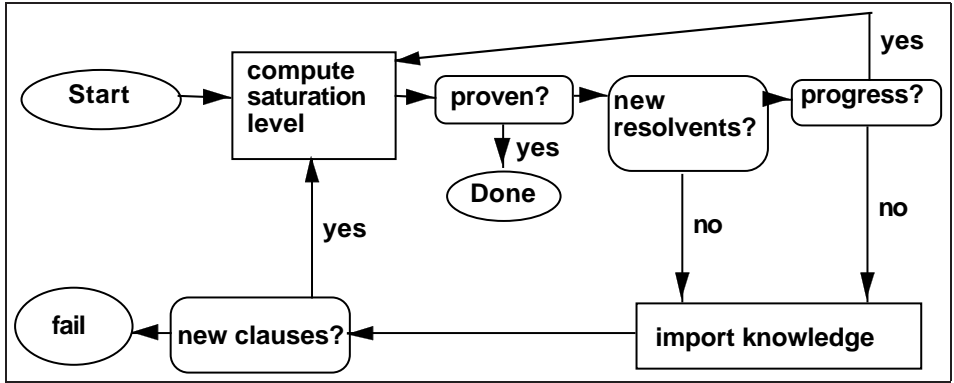 yes
Start
compute
saturation
level
proven?
new
resolvents?
progress?
yes
Done
no
no
yes
fail
new clauses?
import knowledge